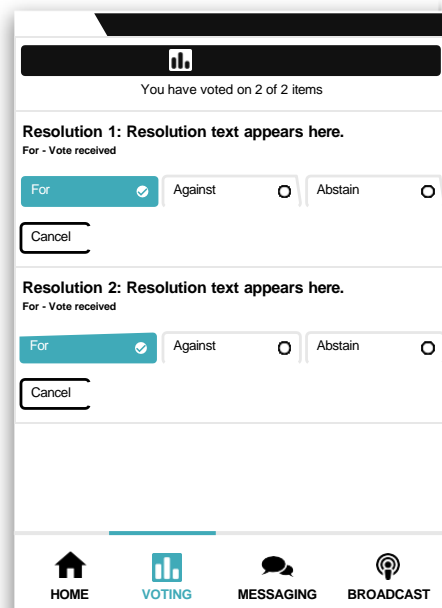 You have voted on 2 of 2 items
Resolution 1: Resolution text appears here.
For - Vote received
For Against Abstain
Cancel
Resolution 2: Resolution text appears here.
For - Vote received
For Against Abstain
Cancel
HOME VOTING MESSAGING BROADCAST